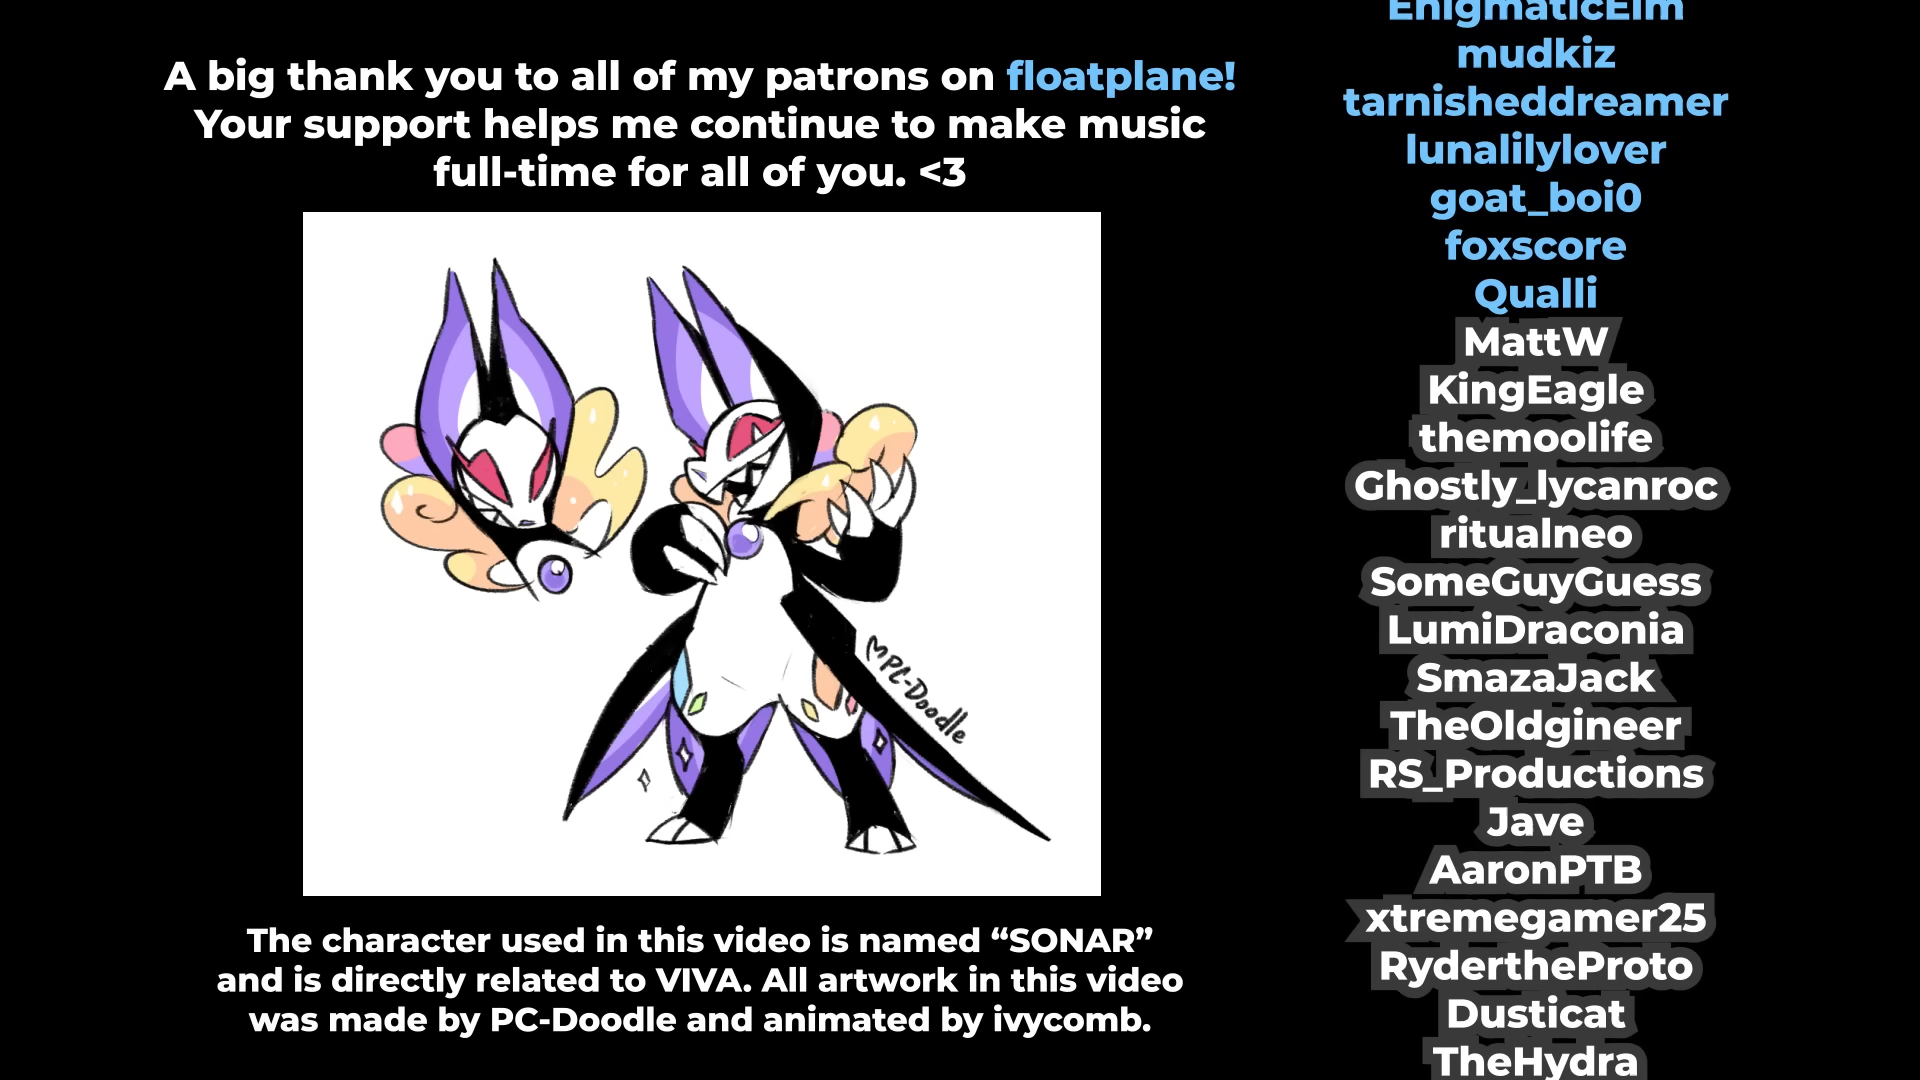 A big thank you to all of my patrons on floatplane!
Your support helps me continue to make music
full-time for all of you. <3
PC-Doodle
The character used in this video is named “SONAR”
and is directly related to VIVA. All artwork in this video
was made by PC-Doodle and animated by ivycomb.
EnigmaticElm
mudkiz
tarnisheddreamer
lunalilylover
goat_boi0
foxscore
Qualli
MattW
KingEagle
themoolife
Ghostly_lycanroc
ritualneo
SomeGuyGuess
LumiDraconia
SmazaJack
TheOldgineer
RS_Productions
Jave
AaronPTB
xtremegamer25
RydertheProto
Dusticat
TheHydra